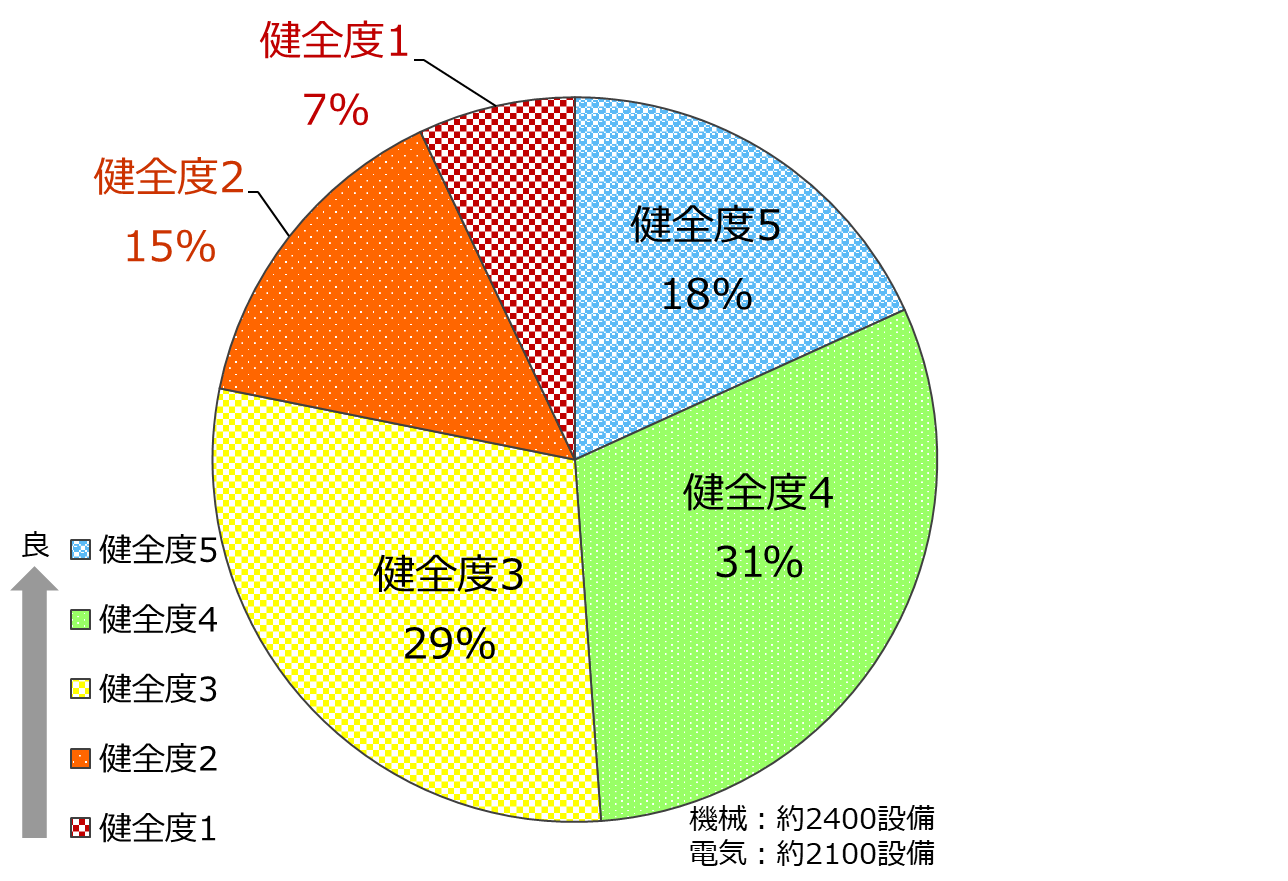 健全度1
7%
健全度2
15%
健全度5
18%
健全度4
31%
健全度3
29%
良
健全度5
健全度4
健全度3
健全度2
健全度1
機械：約2400設備
電気：約2100設備